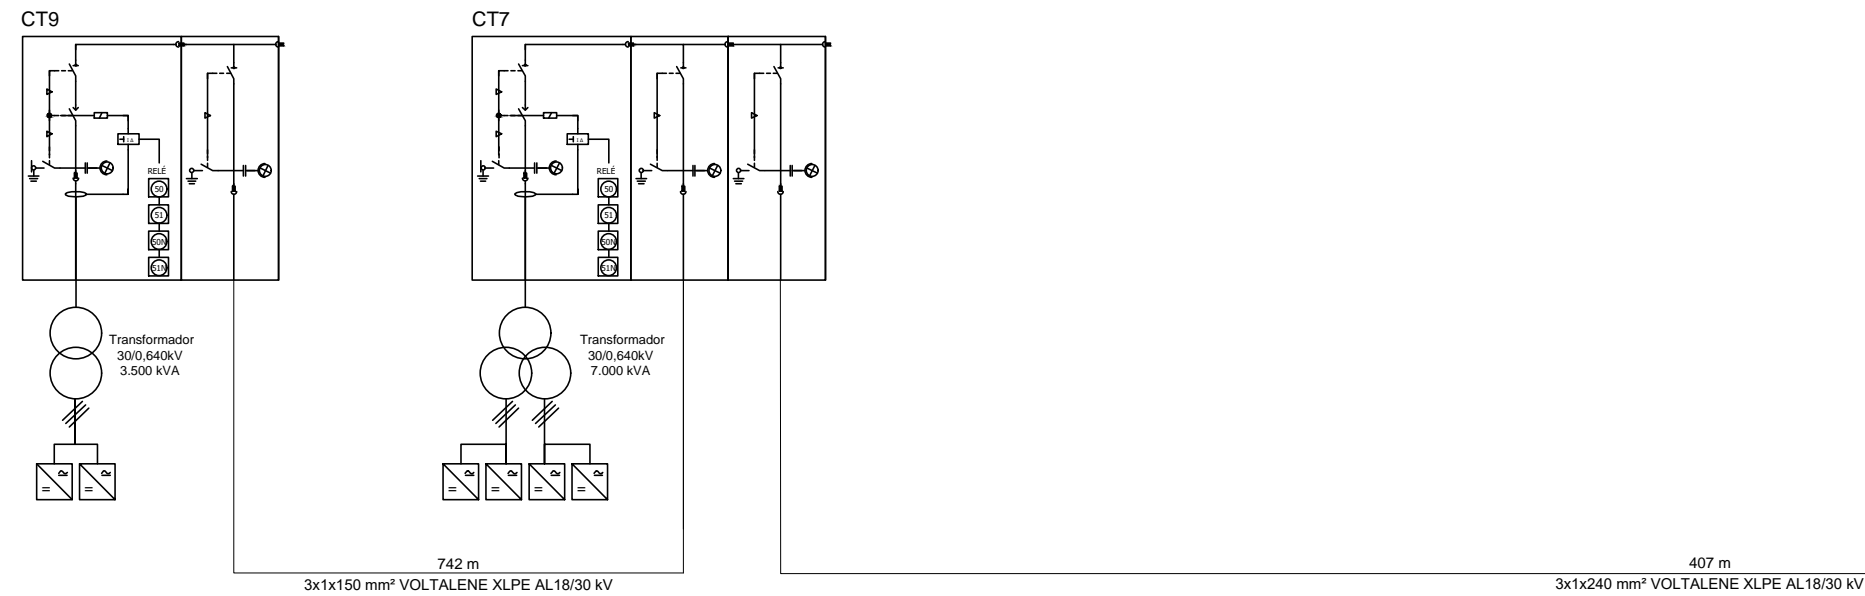 CT9
CT7
RELÉ
50
51
50N
51N
RELÉ
50
51
50N
51N
Transformador
30/0,640kV
3.500 kVA
Transformador
30/0,640kV
7.000 kVA
742 m
3x1x150 mm² VOLTALENE XLPE AL18/30 kV
407 m
3x1x240 mm² VOLTALENE XLPE AL18/30 kV